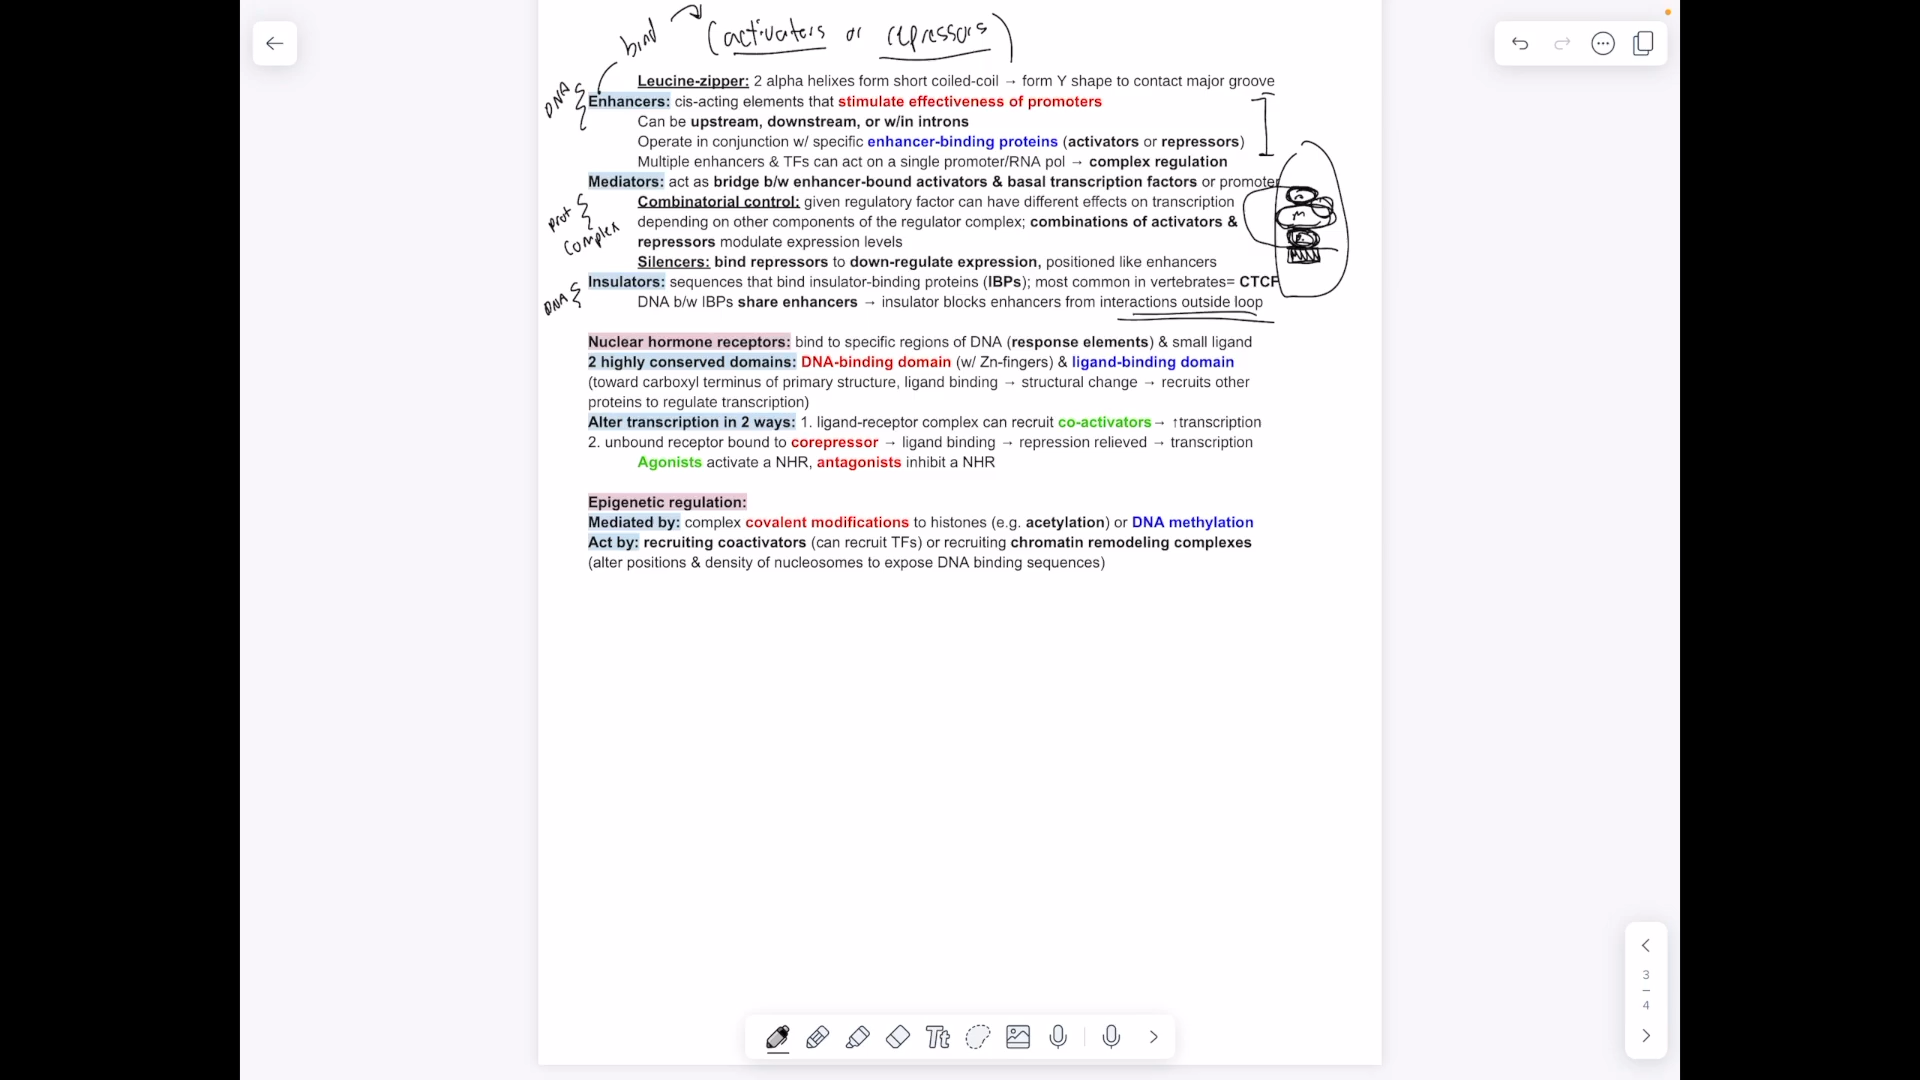 bind (activators or repressors)
Leucine-zipper: 2 alpha helixes form short coiled-coil → form Y shape to contact major groove
DNA
Enhancers: cis-acting elements that stimulate effectiveness of promoters
Can be upstream, downstream, or w/in introns
Operate in conjunction w/ specific enhancer-binding proteins (activators or repressors)
Multiple enhancers & TFs can act on a single promoter/RNA pol → complex regulation
Mediators: act as bridge b/w enhancer-bound activators & basal transcription factors or promoter
prot complex
Combinatorial control: given regulatory factor can have different effects on transcription
depending on other components of the regulator complex; combinations of activators &
repressors modulate expression levels
M
Silencers: bind repressors to down-regulate expression, positioned like enhancers
DNA
Insulators: sequences that bind insulator-binding proteins (IBPs); most common in vertebrates= CTCF
DNA b/w IBPs share enhancers → insulator blocks enhancers from interactions outside loop
Nuclear hormone receptors: bind to specific regions of DNA (response elements) & small ligand
2 highly conserved domains: DNA-binding domain (w/ Zn-fingers) & ligand-binding domain
(toward carboxyl terminus of primary structure, ligand binding → structural change → recruits other
proteins to regulate transcription)
Alter transcription in 2 ways: 1. ligand-receptor complex can recruit co-activators→ ↑transcription
2. unbound receptor bound to corepressor → ligand binding → repression relieved → transcription
Agonists activate a NHR, antagonists inhibit a NHR
Epigenetic regulation:
Mediated by: complex covalent modifications to histones (e.g. acetylation) or DNA methylation
Act by: recruiting coactivators (can recruit TFs) or recruiting chromatin remodeling complexes
(alter positions & density of nucleosomes to expose DNA binding sequences)
3
4
Tt